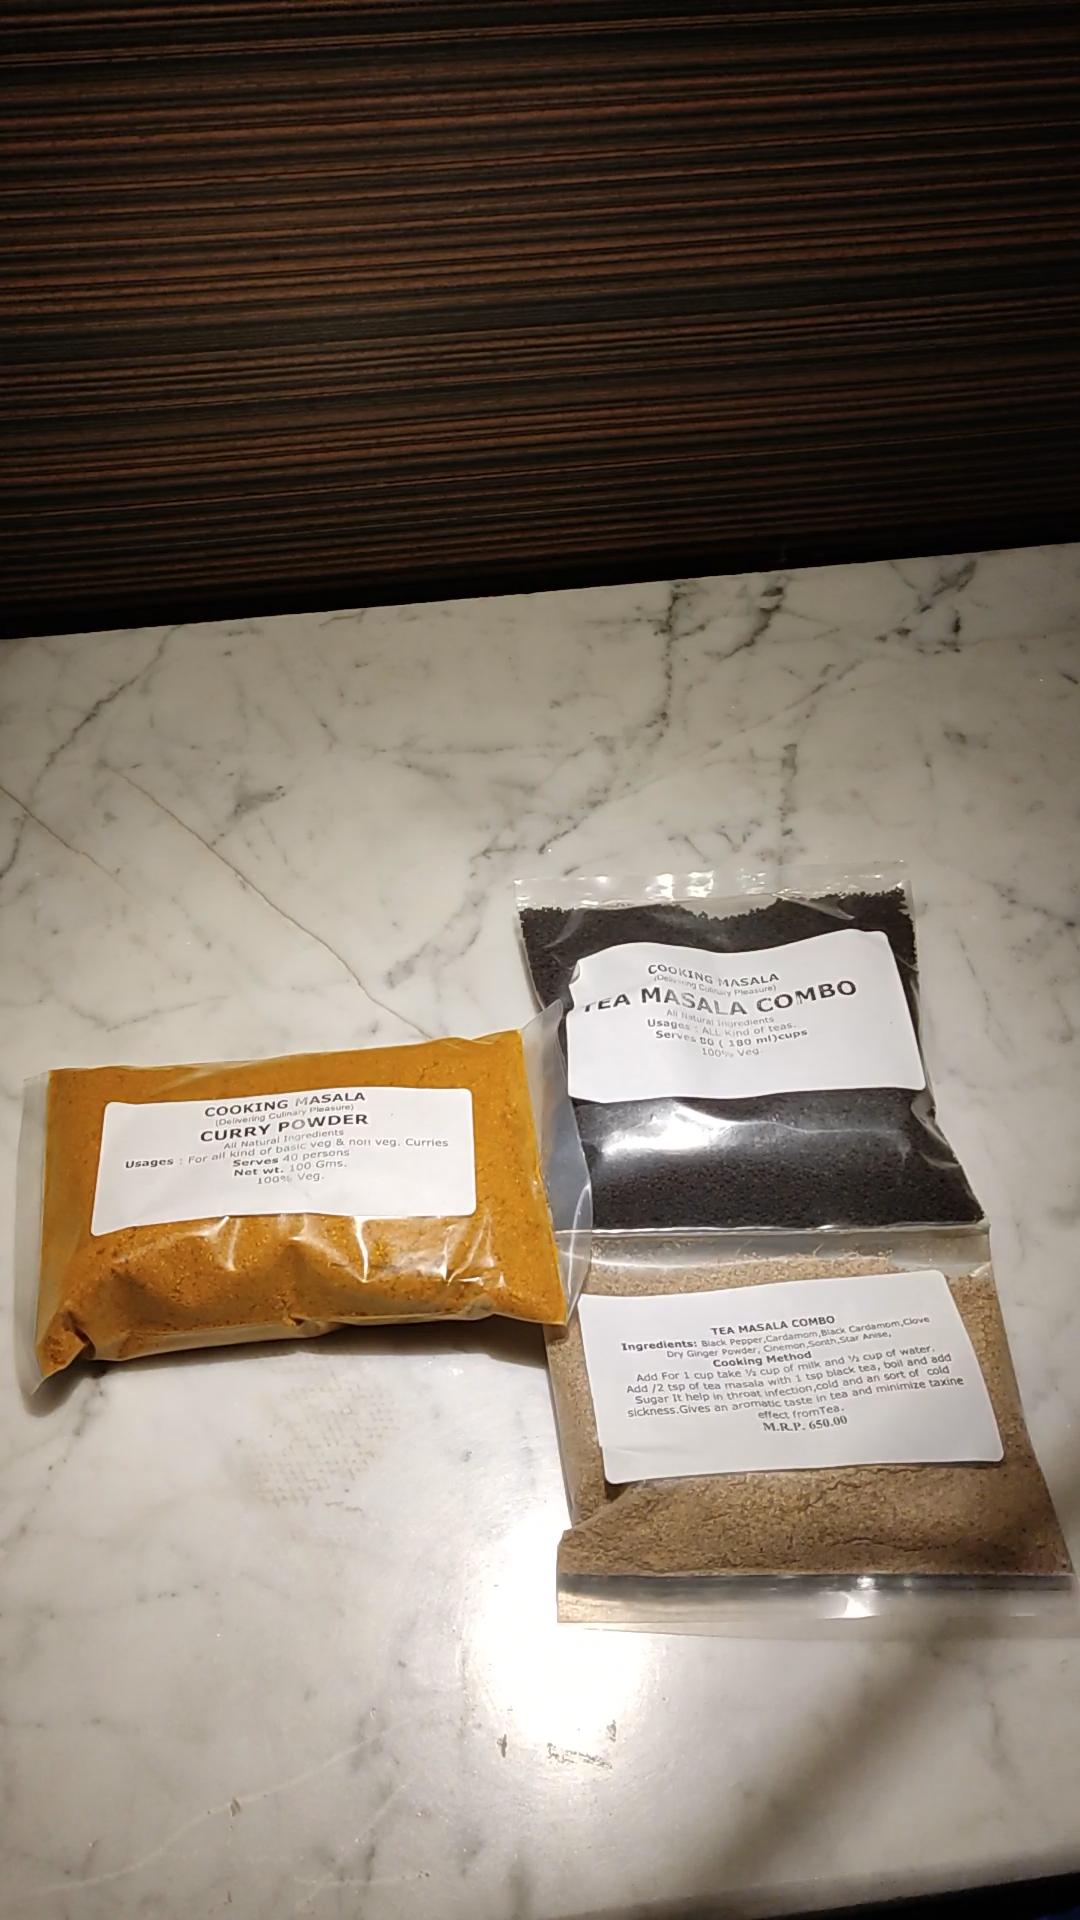 COOKING MASALA
(Delivering Culinary Pleasure)
TEA MASALA COMBO
All Natural Ingredients
Usages : ALL kind of teas.
Serves 80 ( 180 ml)cups
100% Veg.
COOKING MASALA
(Delivering Culinary Pleasure)
CURRY POWDER
All Natural Ingredients
Usages : For all kind of basic veg & non veg. Curries
Serves 40 persons
Net wt. 100 Gms.
100% Veg.
TEA MASALA COMBO
Ingredients: Black Pepper,Cardamom,Black Cardamom,Clove
Dry Ginger Powder, Cinemon,Sonth,Star Anise,
Cooking Method
Add For 1 cup take ½ cup of milk and ½ cup of water.
Add /2 tsp of tea masala with 1 tsp black tea, boil and add
Sugar It help in throat infection,cold and an sort of cold
sickness.Gives an aromatic taste in tea and minimize taxine
effect fromTea.
M.R.P. 650.00